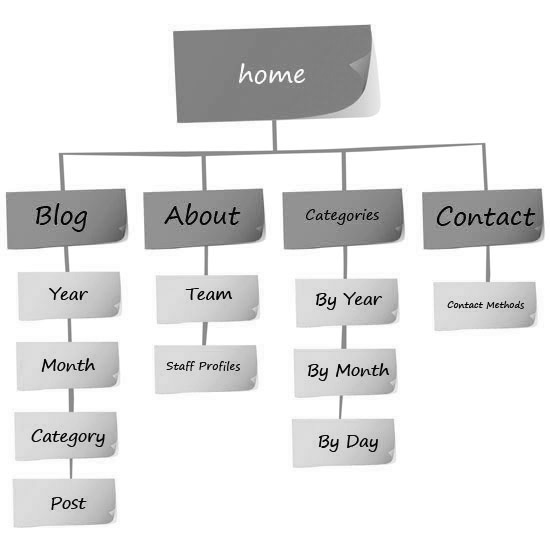 home
Blog
About
Categories
Contact
Year
Team
By Year
Contact Methods
Month
Staff Profiles
By Month
Category
By Day
Post